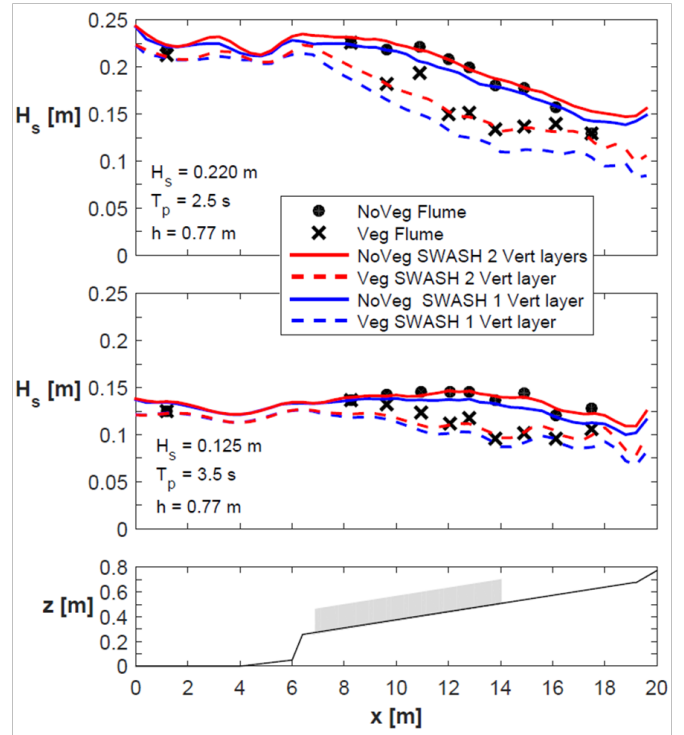 0.25
0.2
0.15
0.1
0.05
0
H_s [m]
H_s = 0.220 m
T_p = 2.5 s
h = 0.77 m
NoVeg Flume
Veg Flume
NoVeg SWASH 2 Vert layers
Veg SWASH 2 Vert layer
NoVeg SWASH 1 Vert layer
Veg SWASH 1 Vert layer
0.25
0.2
0.15
0.1
0.05
0
H_s [m]
H_s = 0.125 m
T_p = 3.5 s
h = 0.77 m
0.8
0.6
0.4
0.2
0
z [m]
0 2 4 6 8 10 12 14 16 18 20
x [m]